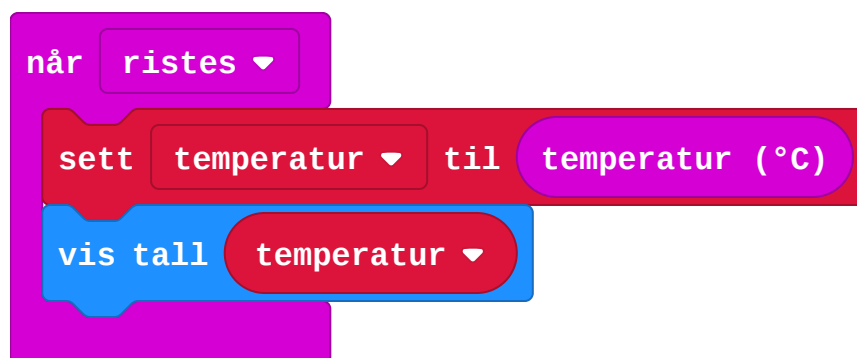 når ristes
sett temperatur til temperatur (°C)
vis tall temperatur